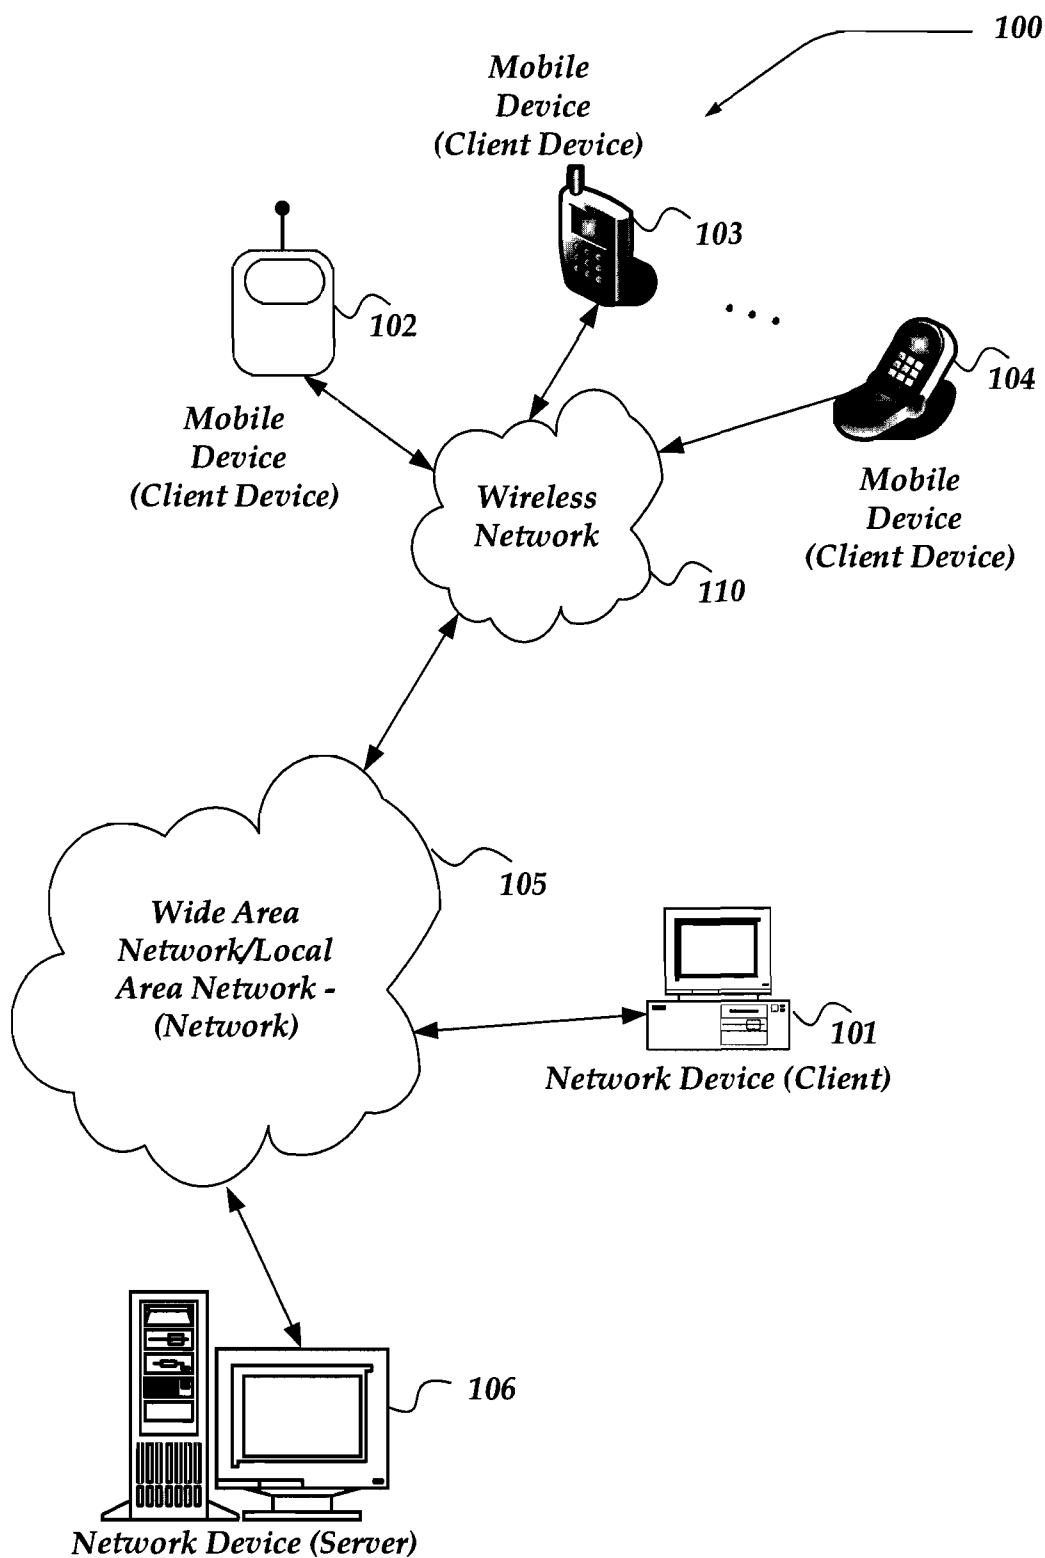 100
Mobile
Device
(Client Device)
103
102
104
Mobile
Device
(Client Device)
Mobile
Device
(Client Device)
Wireless
Network
110
105
Wide Area
Network/Local
Area Network -
(Network)
101
Network Device (Client)
106
Network Device (Server)